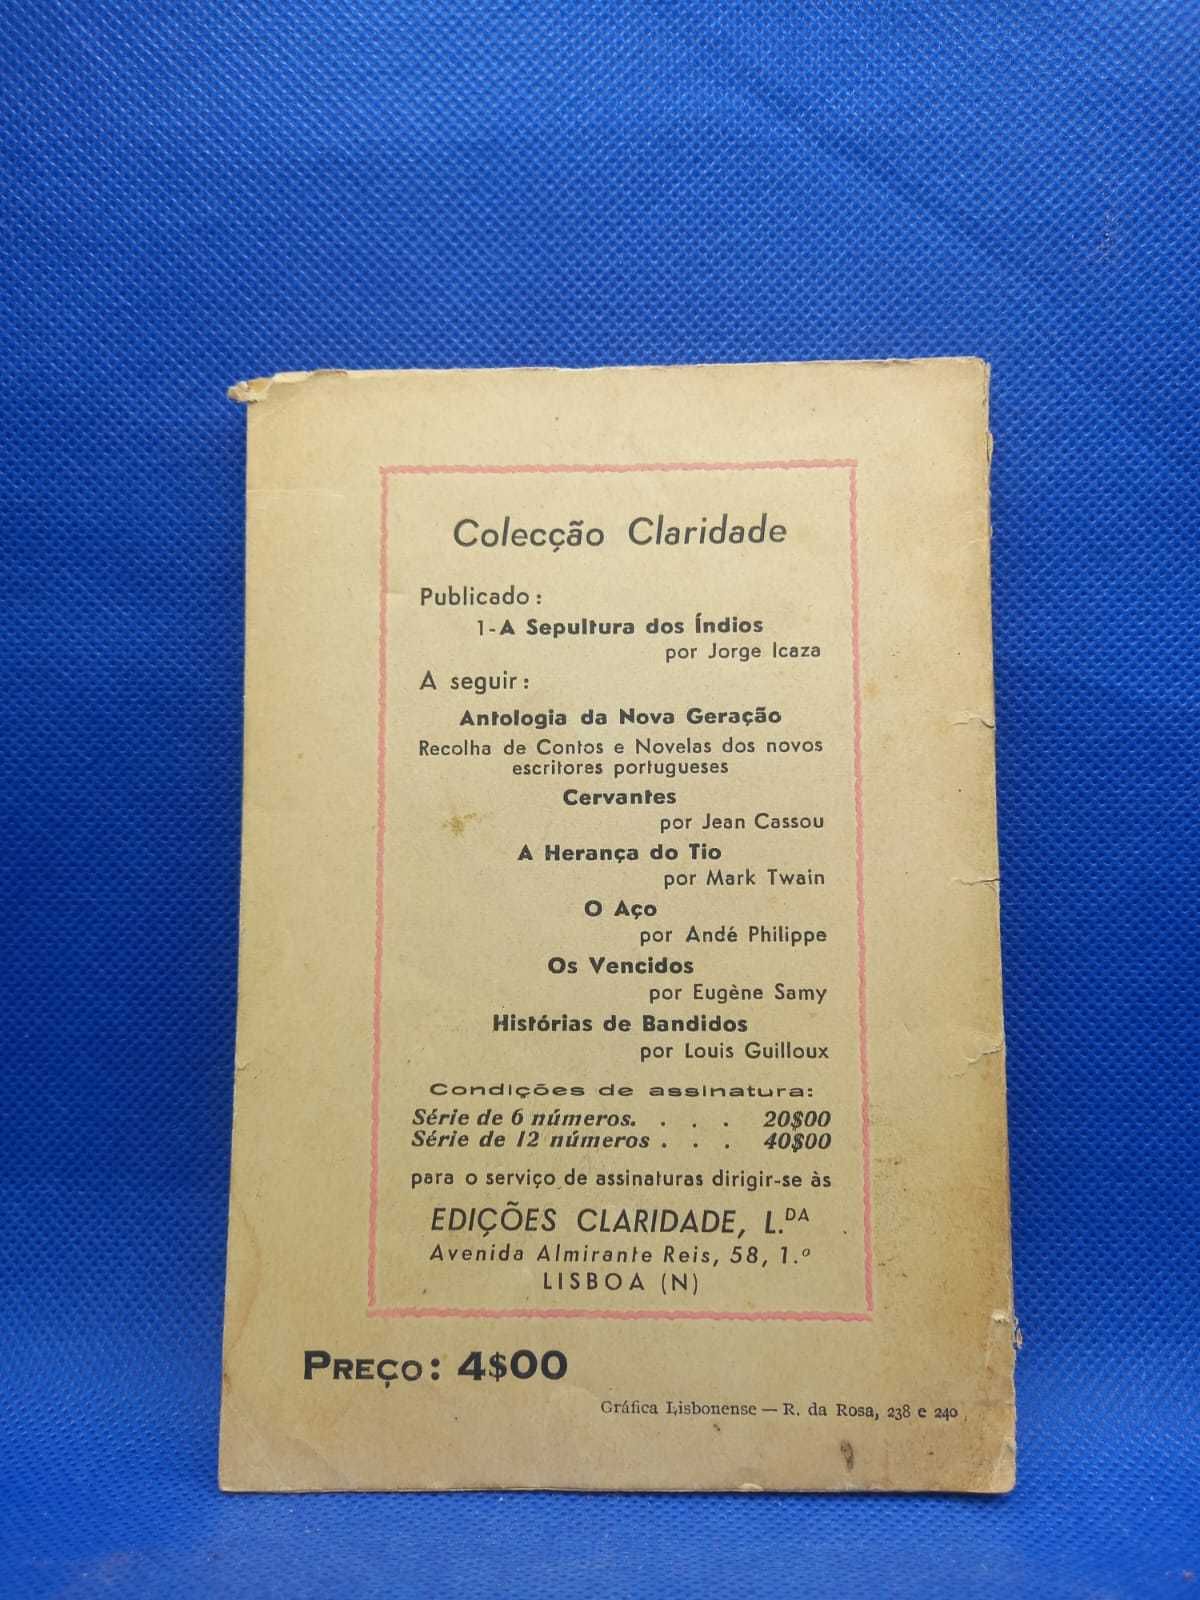 Colecção Claridade
Publicado:
1-A Sepultura dos Índios
por Jorge Icaza
A seguir:
Antologia da Nova Geração
Recolha de Contos e Novelas dos novos
escritores portugueses
Cervantes
por Jean Cassou
A Herança do Tio
por Mark Twain
O Aço
por Andé Philippe
Os Vencidos
por Eugène Samy
Histórias de Bandidos
por Louis Guilloux
Condições de assinatura:
Série de 6 números. . . . 20$00
Série de 12 números . . . 40$00
para o serviço de assinaturas dirigir-se às
EDIÇÕES CLARIDADE, L.DA
Avenida Almirante Reis, 58, 1.º
LISBOA (N)
PREÇO: 4$00
Gráfica Lisbonense — R. da Rosa, 238 e 240